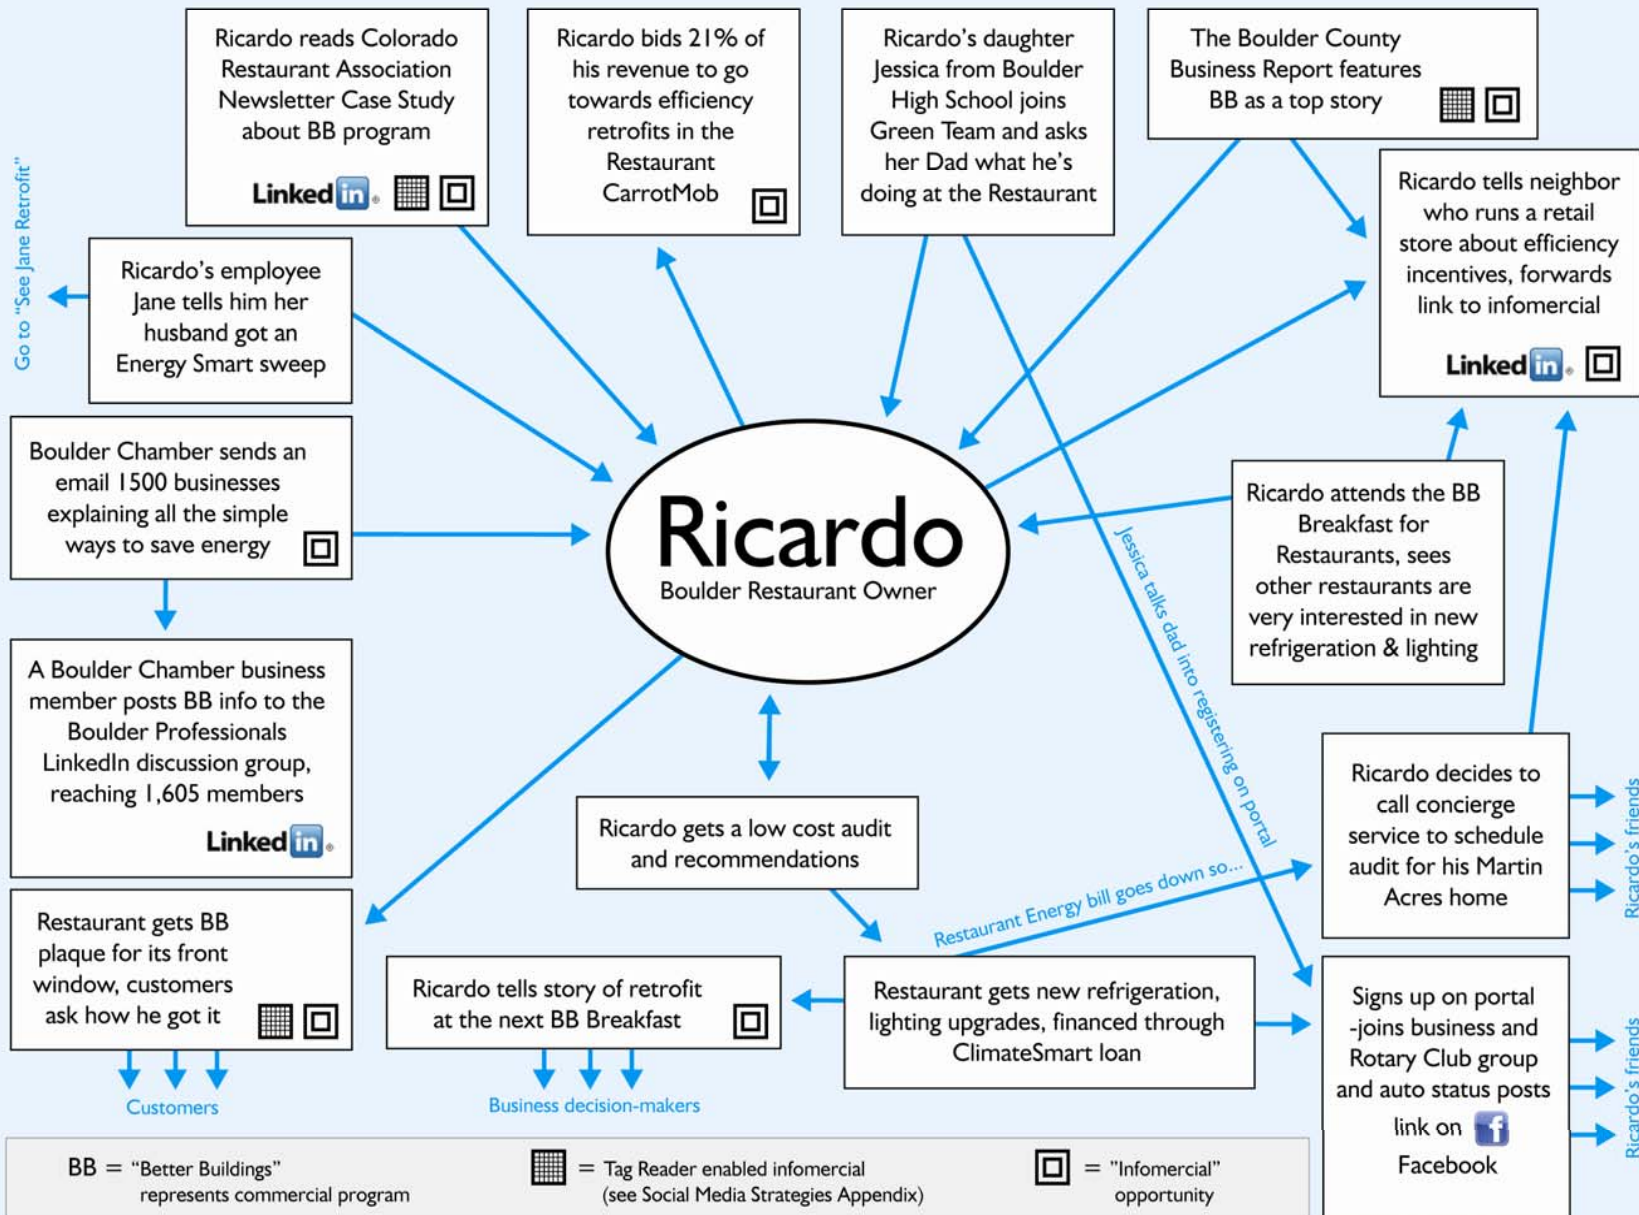 Ricardo reads Colorado
Restaurant Association
Newsletter Case Study
about BB program
Linked in ®
Ricardo bids 21% of
his revenue to go
towards efficiency
retrofits in the
Restaurant
CarrotMob
Ricardo's daughter
Jessica from Boulder
High School joins
Green Team and asks
her Dad what he's
doing at the Restaurant
The Boulder County
Business Report features
BB as a top story
Ricardo tells neighbor
who runs a retail
store about efficiency
incentives, forwards
link to infomercial
Linked in ®
Go to "See Jane Retrofit"
Ricardo's employee
Jane tells him her
husband got an
Energy Smart sweep
Boulder Chamber sends an
email 1500 businesses
explaining all the simple
ways to save energy
Ricardo
Boulder Restaurant Owner
Ricardo attends the BB
Breakfast for
Restaurants, sees
other restaurants are
very interested in new
refrigeration & lighting
Jessica talks dad into registering on portal
A Boulder Chamber business
member posts BB info to the
Boulder Professionals
LinkedIn discussion group,
reaching 1,605 members
Linked in ®
Ricardo gets a low cost audit
and recommendations
Ricardo decides to
call concierge
service to schedule
audit for his Martin
Acres home
Ricardo's friends
Restaurant Energy bill goes down so...
Restaurant gets BB
plaque for its front
window, customers
ask how he got it
Customers
Ricardo tells story of retrofit
at the next BB Breakfast
Business decision-makers
Restaurant gets new refrigeration,
lighting upgrades, financed through
ClimateSmart loan
Signs up on portal
-joins business and
Rotary Club group
and auto status posts
link on f
Facebook
Ricardo's friends
BB = "Better Buildings"
represents commercial program
= Tag Reader enabled infomercial
(see Social Media Strategies Appendix)
= "Infomercial"
opportunity